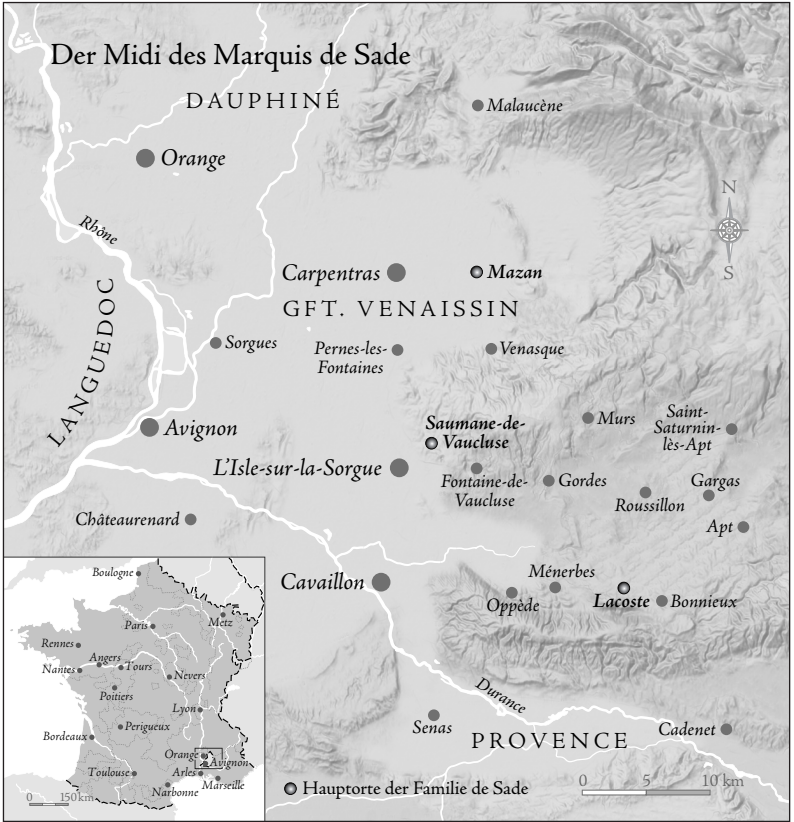 Der Midi des Marquis de Sade
DAUPHINÉ
Malaucène
Orange
Rhône
N
S
Carpentras
Mazan
GFT. VENAISSIN
LANGUEDOC
Sorgues
Pernes-les-
Fontaines
Venasque
Avignon
Saumane-de-
Vaucluse
Murs
Saint-
Saturnin-
lès-Apt
L'Isle-sur-la-Sorgue
Fontaine-de-
Vaucluse
Gordes
Roussillon
Gargas
Châteaurenard
Apt
Cavaillon
Ménerbes
Oppède
Lacoste
Bonnieux
Durance
Senas
PROVENCE
Cadenet
Hauptorte der Familie de Sade
0 5 10 km
Boulogne
Paris
Metz
Rennes
Angers
Tours
Nantes
Nevers
Poitiers
Lyon
Perigueux
Bordeaux
Orange
Avignon
Toulouse
Arles
Marseille
Narbonne
0 150 km